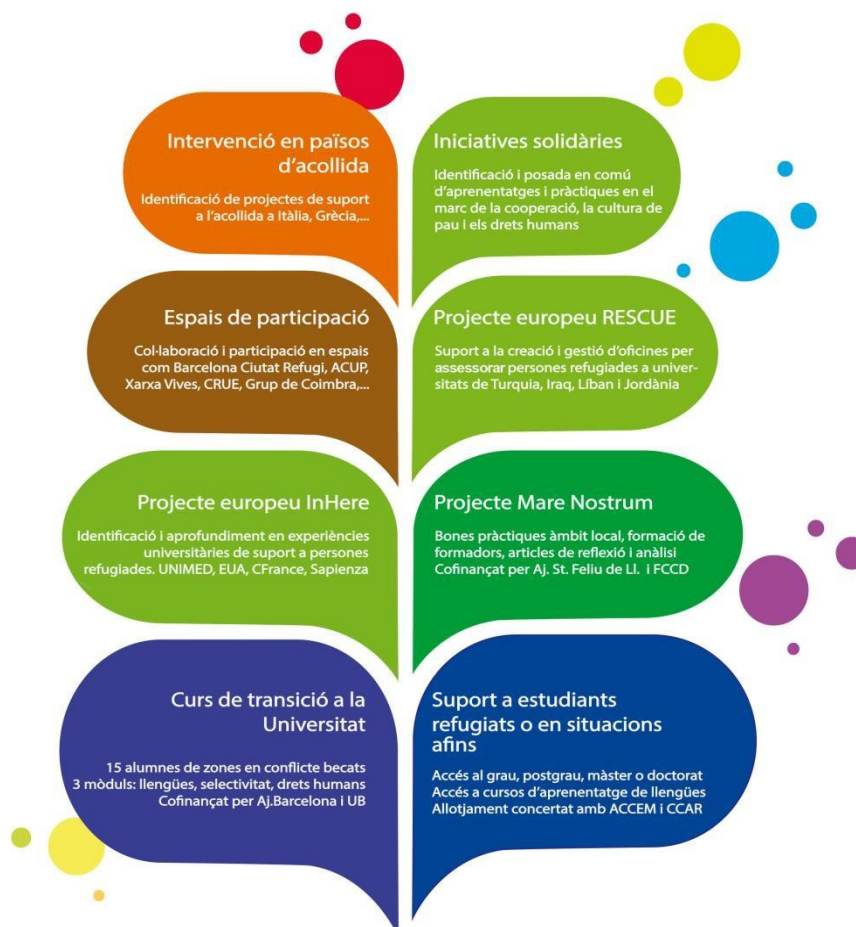 Intervenció en països
d'acollida
Identificació de projectes de suport
a l'acollida a Itàlia, Grècia,...
Iniciatives solidàries
Identificació i posada en comú
d'aprenentatges i pràctiques en el
marc de la cooperació, la cultura de
pau i els drets humans
Espais de participació
Col·laboració i participació en espais
com Barcelona Ciutat Refugi, ACUP,
Xarxa Vives, CRUE, Grup de Coimbra,...
Projecte europeu RESCUE
Suport a la creació i gestió d'oficines per
assessorar persones refugiades a univer-
sitats de Turquia, Iraq, Líban i Jordània
Projecte europeu InHere
Identificació i aprofundiment en experiències
universitàries de suport a persones
refugiades. UNIMED, EUA, CFrance, Sapienza
Projecte Mare Nostrum
Bones pràctiques àmbit local, formació de
formadors, articles de reflexió i anàlisi
Cofinançat per Aj. St. Feliu de Ll. i FCCD
Curs de transició a la
Universitat
15 alumnes de zones en conflicte becats
3 mòduls: llengües, selectivitat, drets humans
Cofinançat per Aj.Barcelona i UB
Suport a estudiants
refugiats o en situacions
afins
Accés al grau, postgrau, màster o doctorat
Accés a cursos d'aprenentatge de llengües
Allotjament concertat amb ACCEM i CCAR